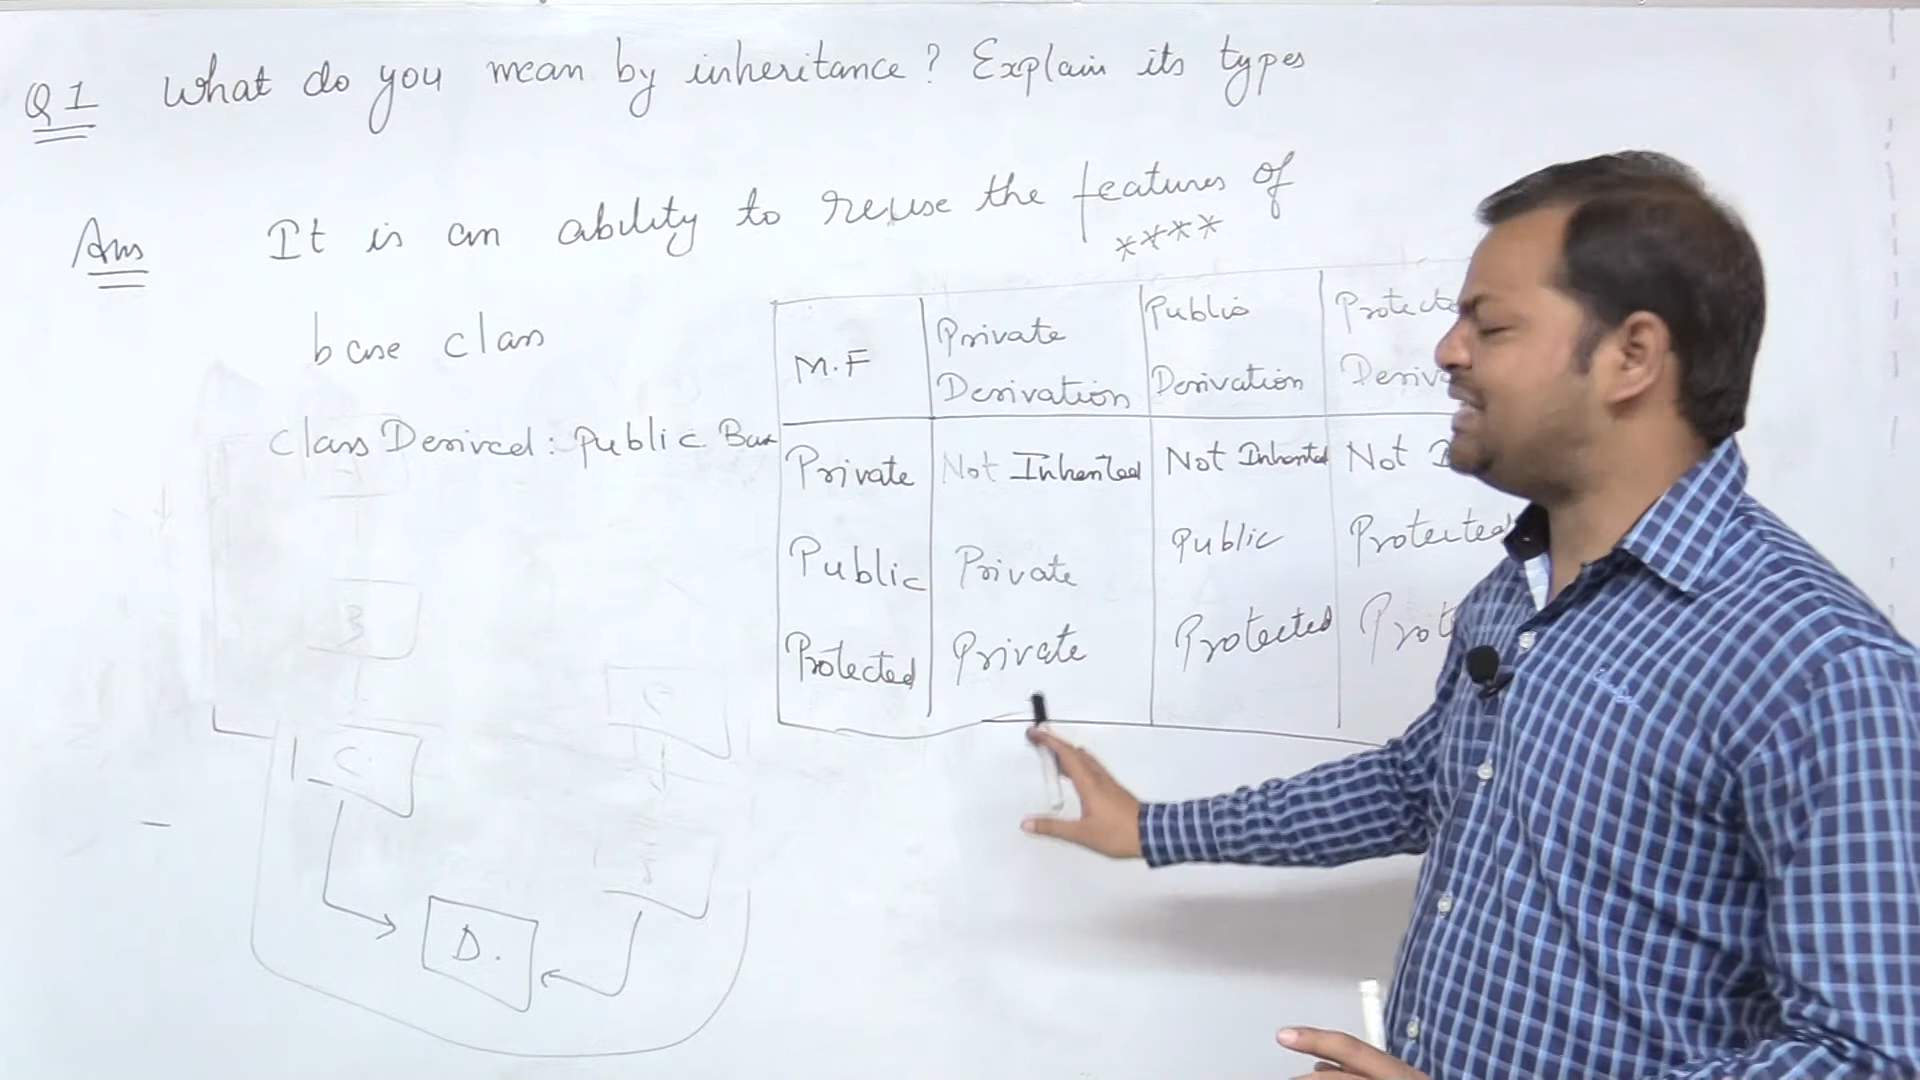 Q1 What do you mean by inheritance? Explain its types
Ans It is an ability to reuse the features of
****
base class
Class Derived: Public Base
M.F Private Derivation Public Derivation Protected
Private Not Inherited Not Inherited Not
Public Private Public Protected
Protected Private Protected
B
C.
D.